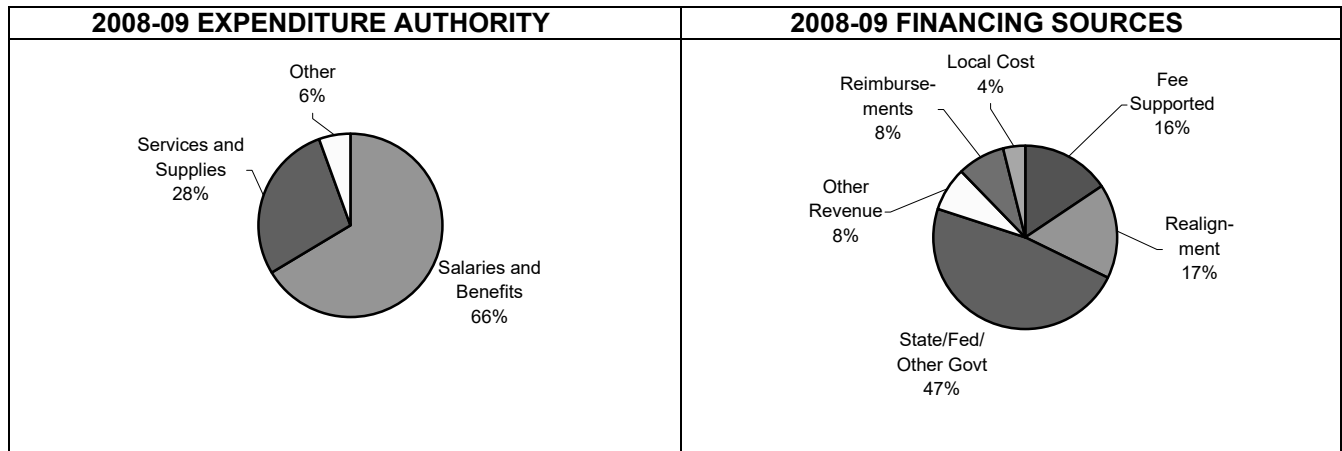 2008-09 EXPENDITURE AUTHORITY
Other
6%
Services and
Supplies
28%
Salaries and
Benefits
66%
2008-09 FINANCING SOURCES
Local Cost
4%
Reimburse-
ments
8%
Fee
Supported
16%
Other
Revenue
8%
Realign-
ment
17%
State/Fed/
Other Govt
47%